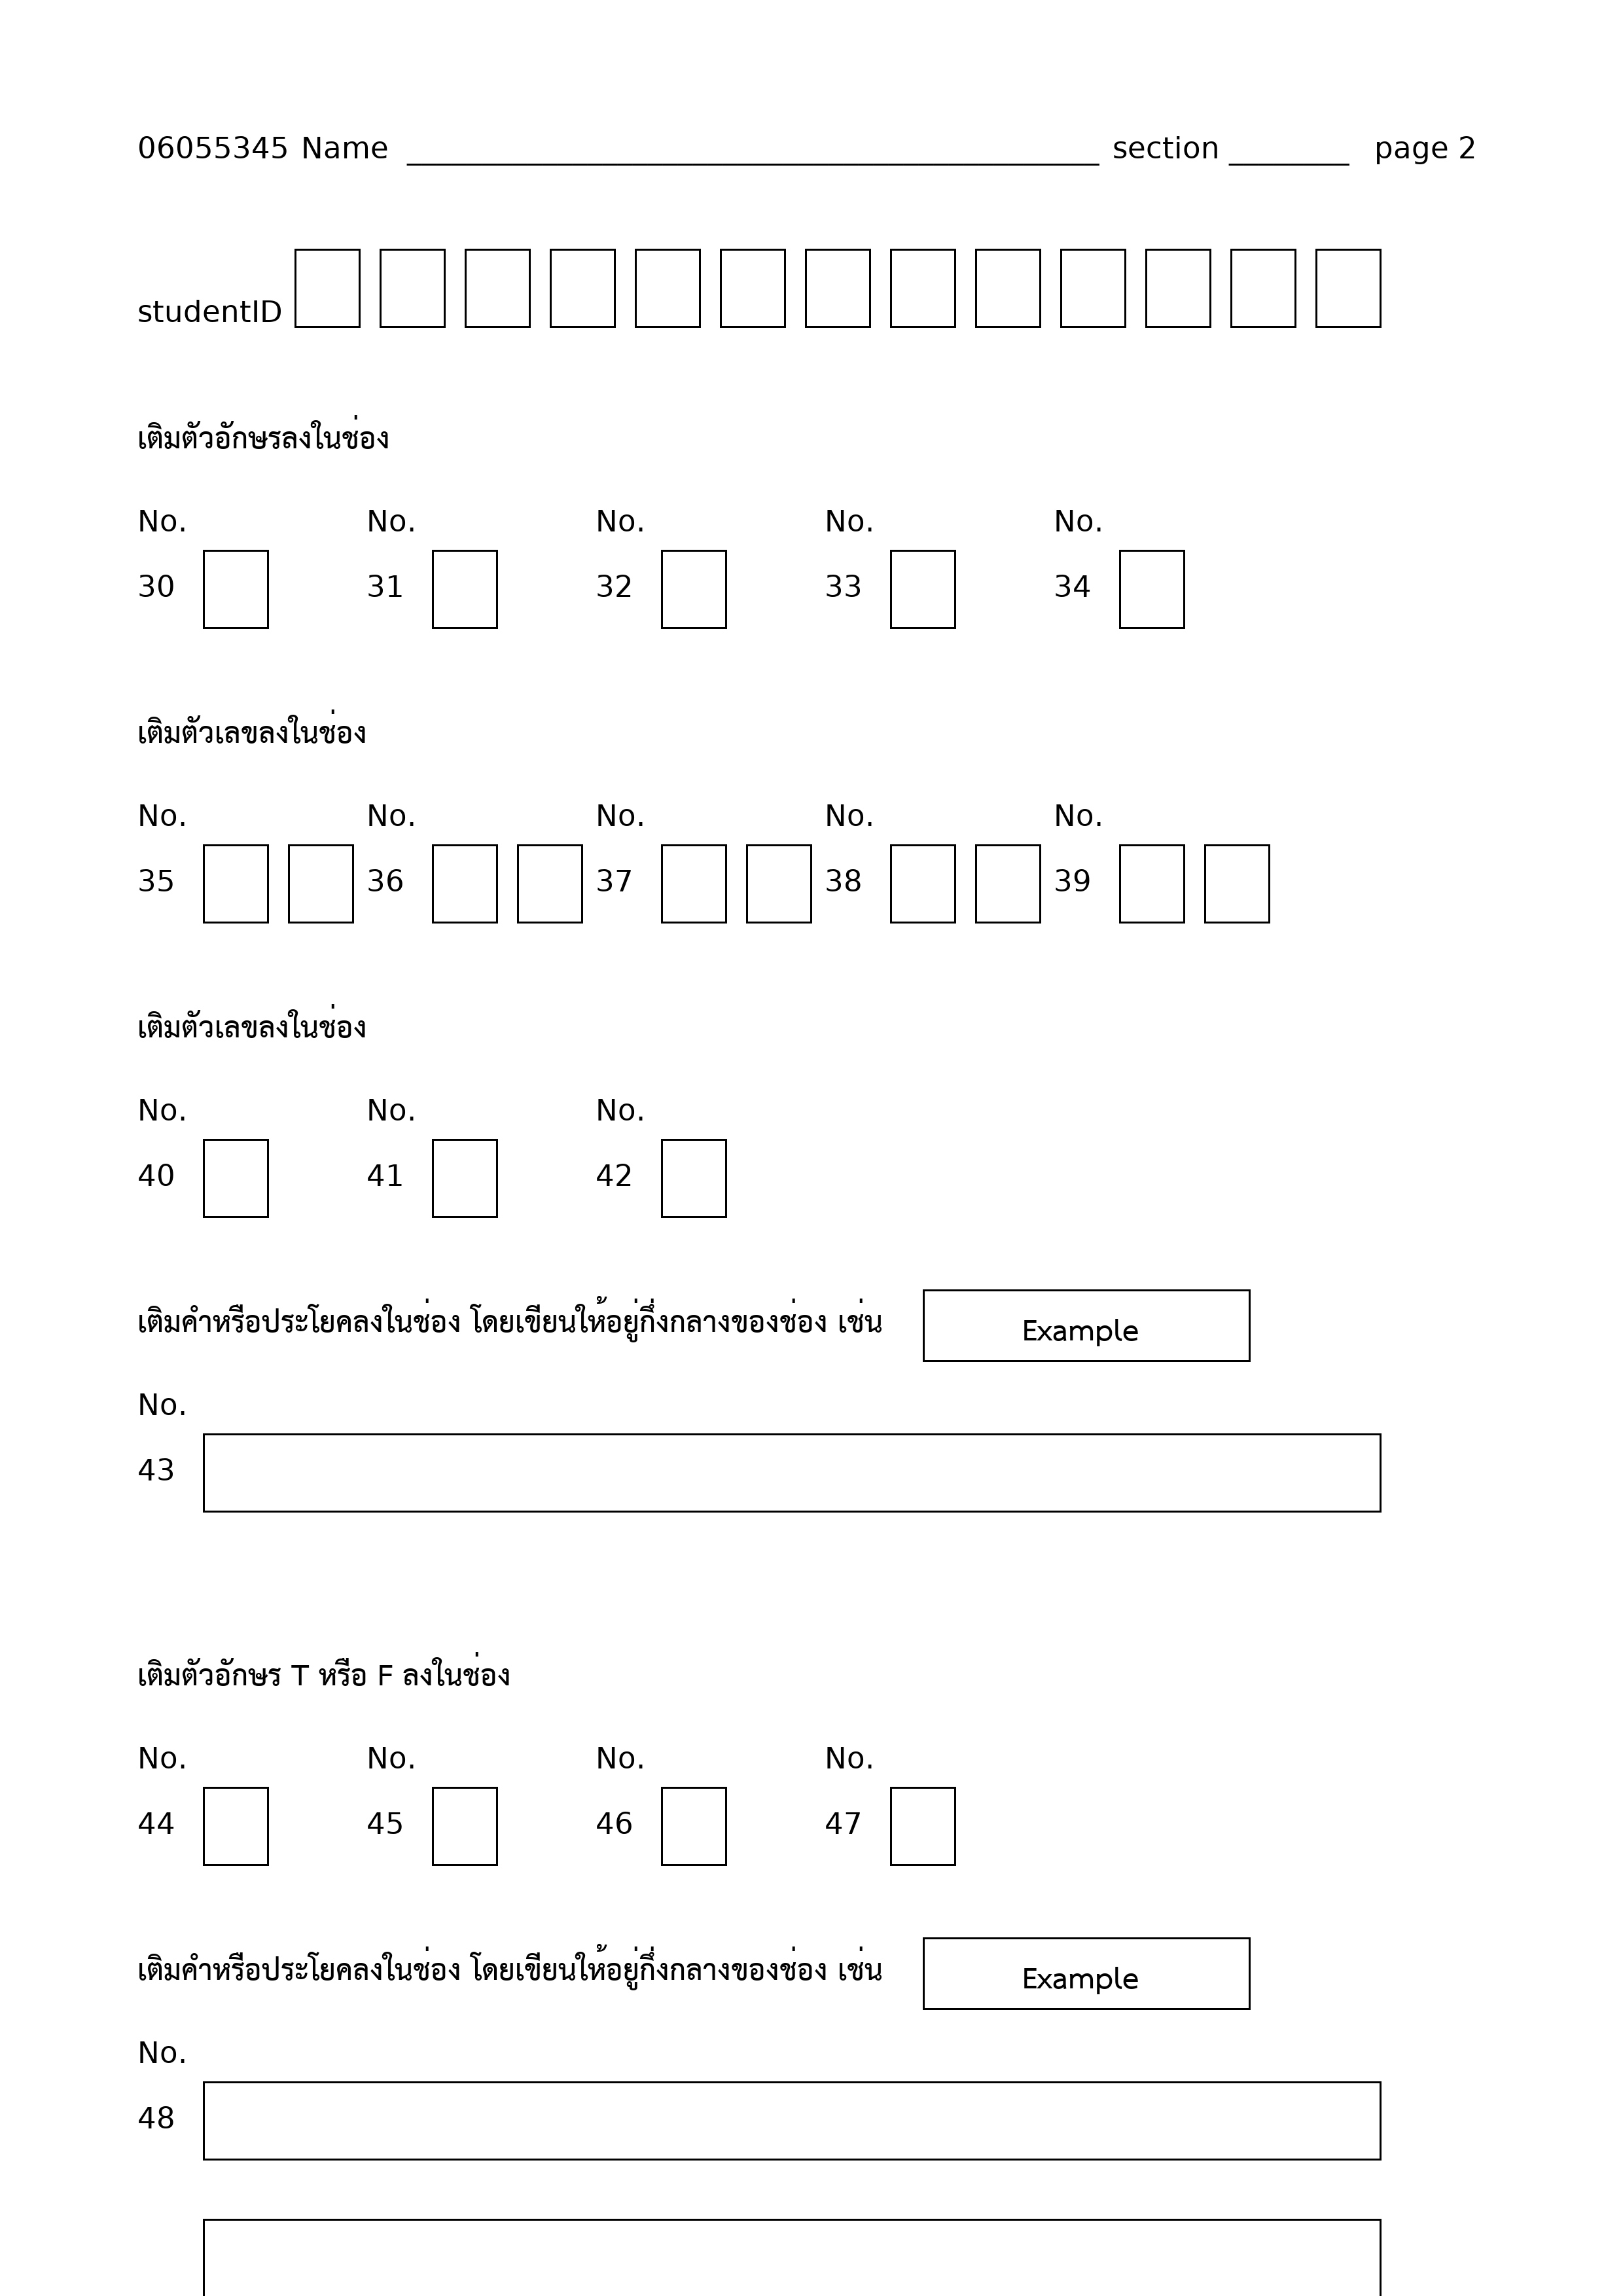 06055345 Name section page 2
studentID
เติมตัวอักษรลงในช่อง
No. No. No. No. No.
30 31 32 33 34
เติมตัวเลขลงในช่อง
No. No. No. No. No.
35 36 37 38 39
เติมตัวเลขลงในช่อง
No. No. No.
40 41 42
เติมคำหรือประโยคลงในช่อง โดยเขียนให้อยู่กึ่งกลางของช่อง เช่น Example
No.
43
เติมตัวอักษร T หรือ F ลงในช่อง
No. No. No. No.
44 45 46 47
เติมคำหรือประโยคลงในช่อง โดยเขียนให้อยู่กึ่งกลางของช่อง เช่น Example
No.
48